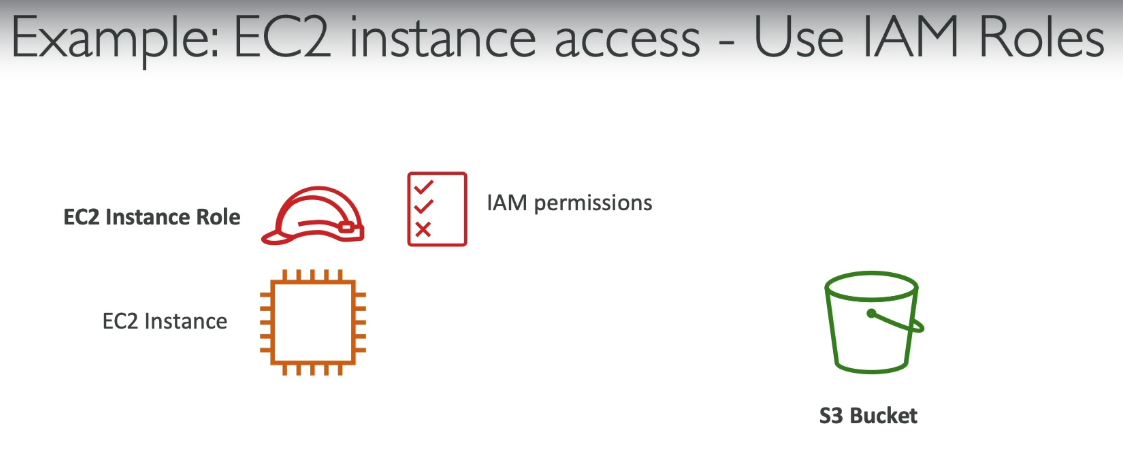 Example: EC2 instance access - Use IAM Roles
IAM permissions
EC2 Instance Role
EC2 Instance
S3 Bucket